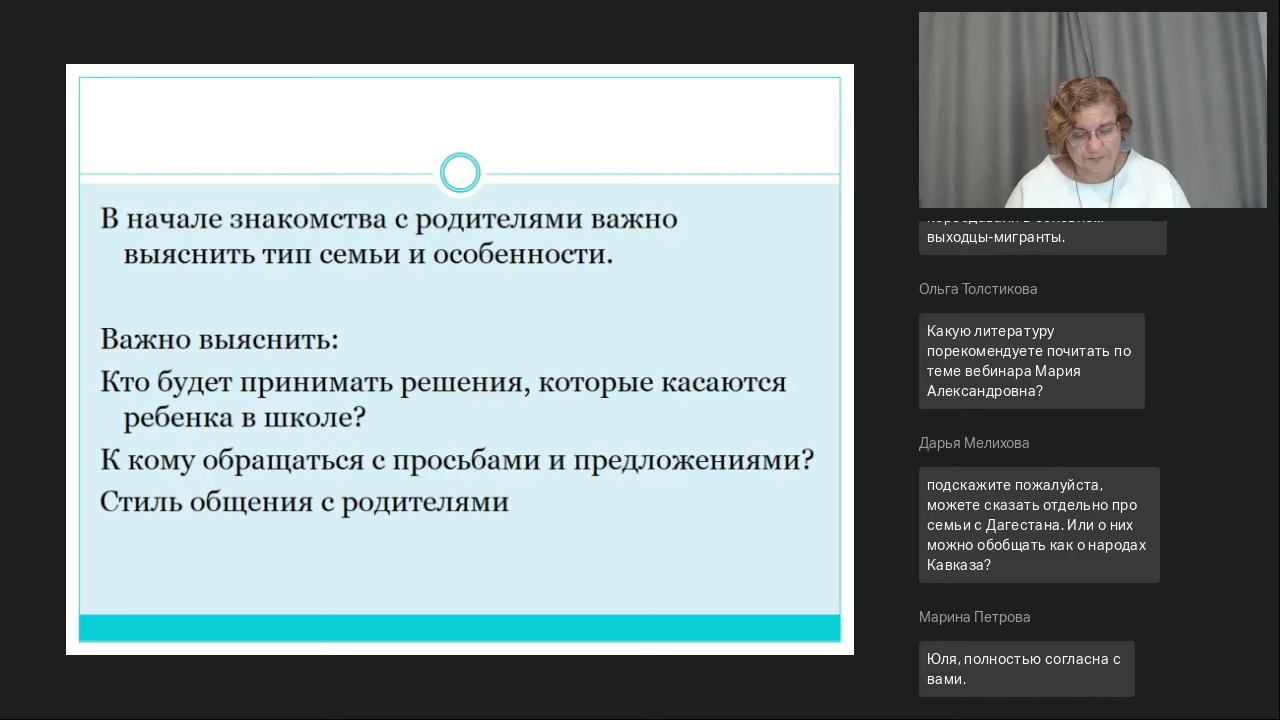 В начале знакомства с родителями важно
выяснить тип семьи и особенности.
Важно выяснить:
Кто будет принимать решения, которые касаются
ребенка в школе?
К кому обращаться с просьбами и предложениями?
Стиль общения с родителями
выходцы-мигранты.
Ольга Толстикова
Какую литературу
порекомендуете почитать по
теме вебинара Мария
Александровна?
Дарья Мелихова
подскажите пожалуйста,
можете сказать отдельно про
семьи с Дагестана. Или о них
можно обобщать как о народах
Кавказа?
Марина Петрова
Юля, полностью согласна с
вами.